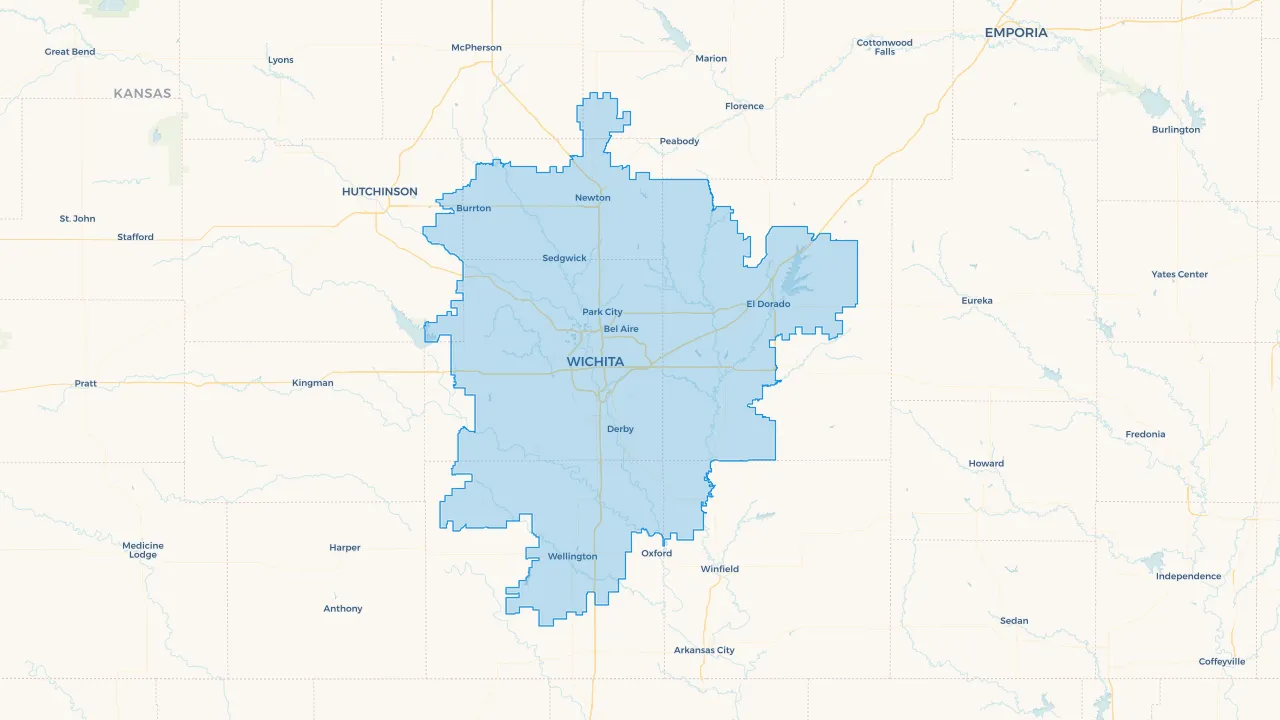 EMPORIA
Great Bend
McPherson
Cottonwood
Falls
Lyons
Marion
KANSAS
Florence
Burlington
Peabody
HUTCHINSON
Newton
Burrton
St. John
Stafford
Sedgwick
Yates Center
Eureka
El Dorado
Park City
Bel Aire
WICHITA
Pratt
Kingman
Derby
Fredonia
Howard
Medicine
Lodge
Harper
Wellington
Oxford
Winfield
Independence
Anthony
Sedan
Arkansas City
Coffeyville